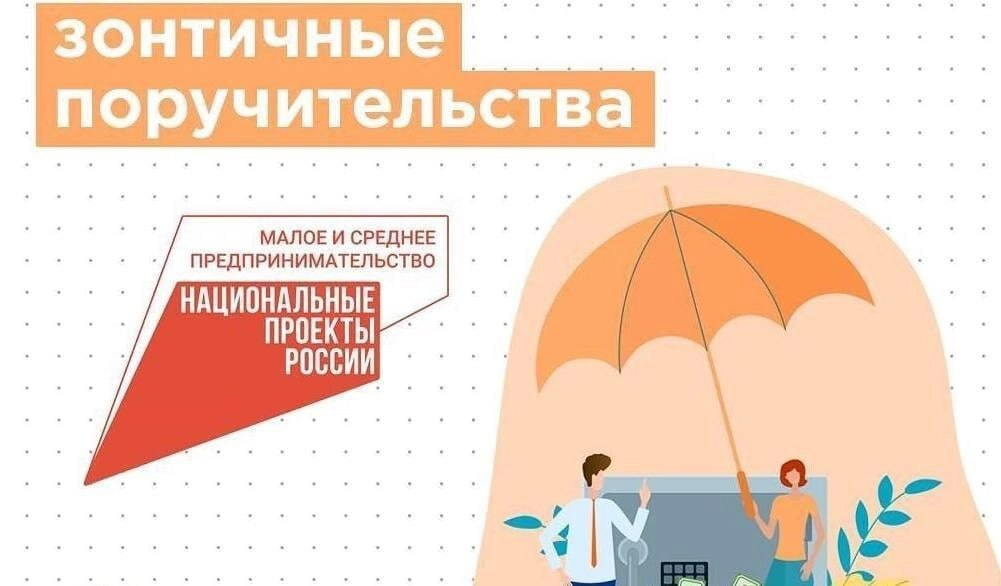 зонтичные
поручительства
МАЛОЕ И СРЕДНЕЕ
ПРЕДПРИНИМАТЕЛЬСТВО
НАЦИОНАЛЬНЫЕ
ПРОЕКТЫ
РОССИИ